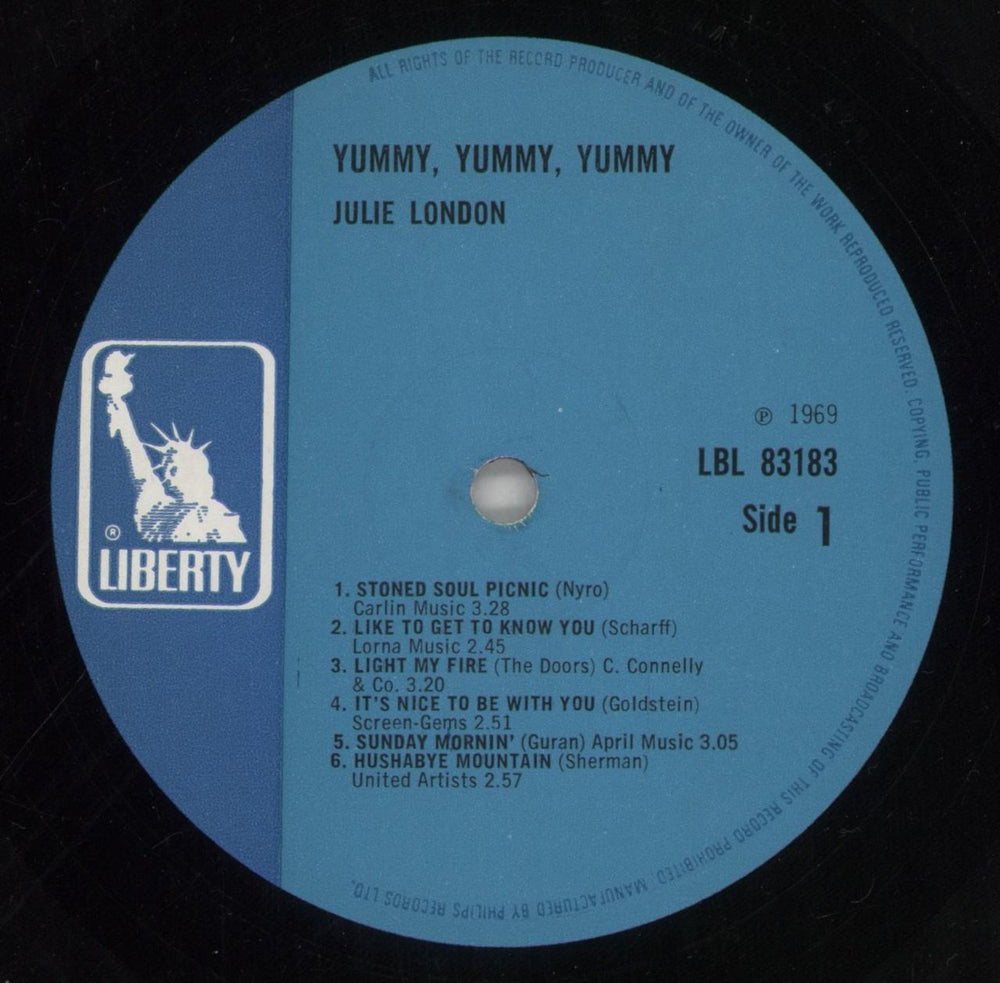 ALL RIGHTS OF THE RECORD PRODUCER AND OF THE OWNER OF THE WORK REPRODUCED RESERVED. COPYING, PUBLIC PERFORMANCE AND BROADCASTING OF THIS RECORD PROHIBITED. MANUFACTURED BY PHILIPS RECORDS LTD.
YUMMY, YUMMY, YUMMY
JULIE LONDON
℗ 1969
LBL 83183
Side 1
®
LIBERTY
1. STONED SOUL PICNIC (Nyro)
Carlin Music 3.28
2. LIKE TO GET TO KNOW YOU (Scharff)
Lorna Music 2.45
3. LIGHT MY FIRE (The Doors) C. Connelly
& Co. 3.20
4. IT'S NICE TO BE WITH YOU (Goldstein)
Screen-Gems 2.51
5. SUNDAY MORNIN' (Guran) April Music 3.05
6. HUSHABYE MOUNTAIN (Sherman)
United Artists 2.57